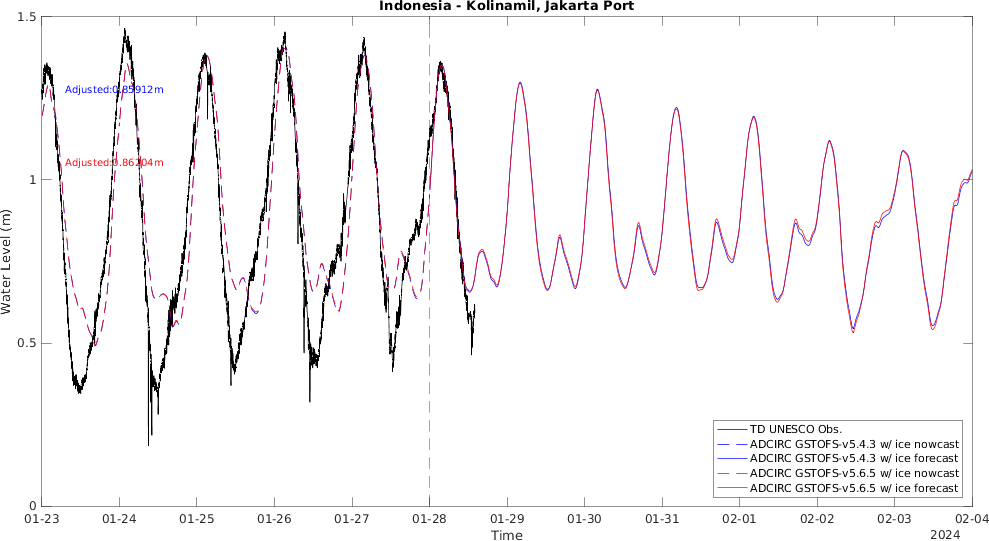 Indonesia - Kolinamil, Jakarta Port
1.5
1
0.5
0
Water Level (m)
Adjusted:0.85912m
Adjusted:0.86204m
TD UNESCO Obs.
ADCIRC GSTOFS-v5.4.3 w/ ice nowcast
ADCIRC GSTOFS-v5.4.3 w/ ice forecast
ADCIRC GSTOFS-v5.6.5 w/ ice nowcast
ADCIRC GSTOFS-v5.6.5 w/ ice forecast
01-23 01-24 01-25 01-26 01-27 01-28 01-29 01-30 01-31 02-01 02-02 02-03 02-04
Time
2024